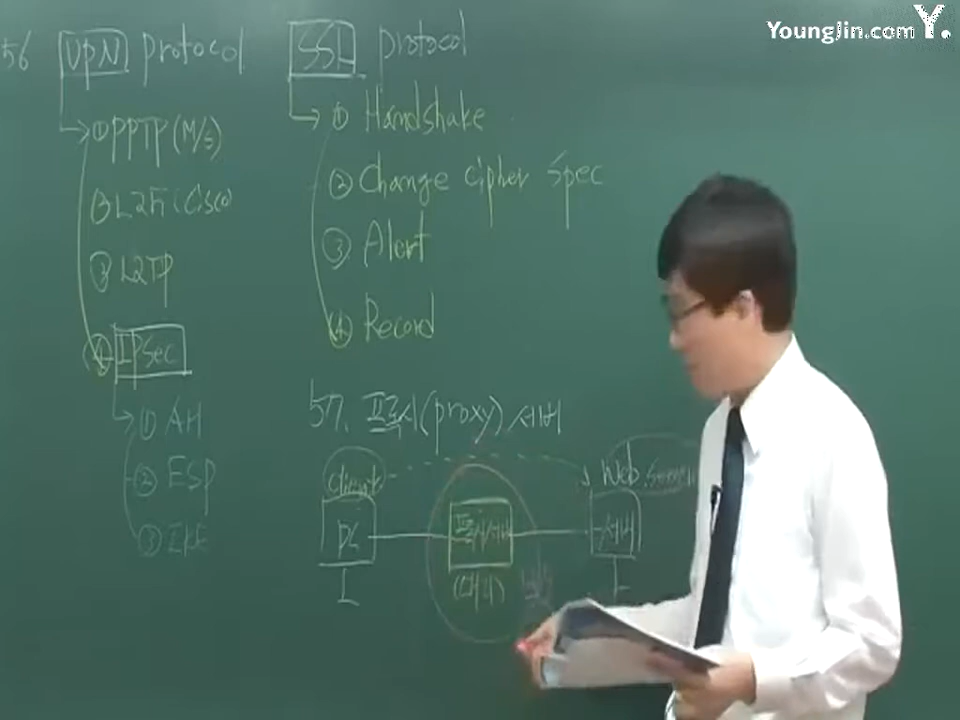 YoungJin.com Y.
56 VPN protocol
① PPTP (M/S)
② L2F : Cisco
③ L2TP
④ IPSec
① AH
② ESP
③ IKE
SSL protocol
① Handshake
② Change Cipher Spec
③ Alert
④ Record
57. 프록시(proxy) 서버
Client
PC
프록시서버
(대리)
Web Server
서버